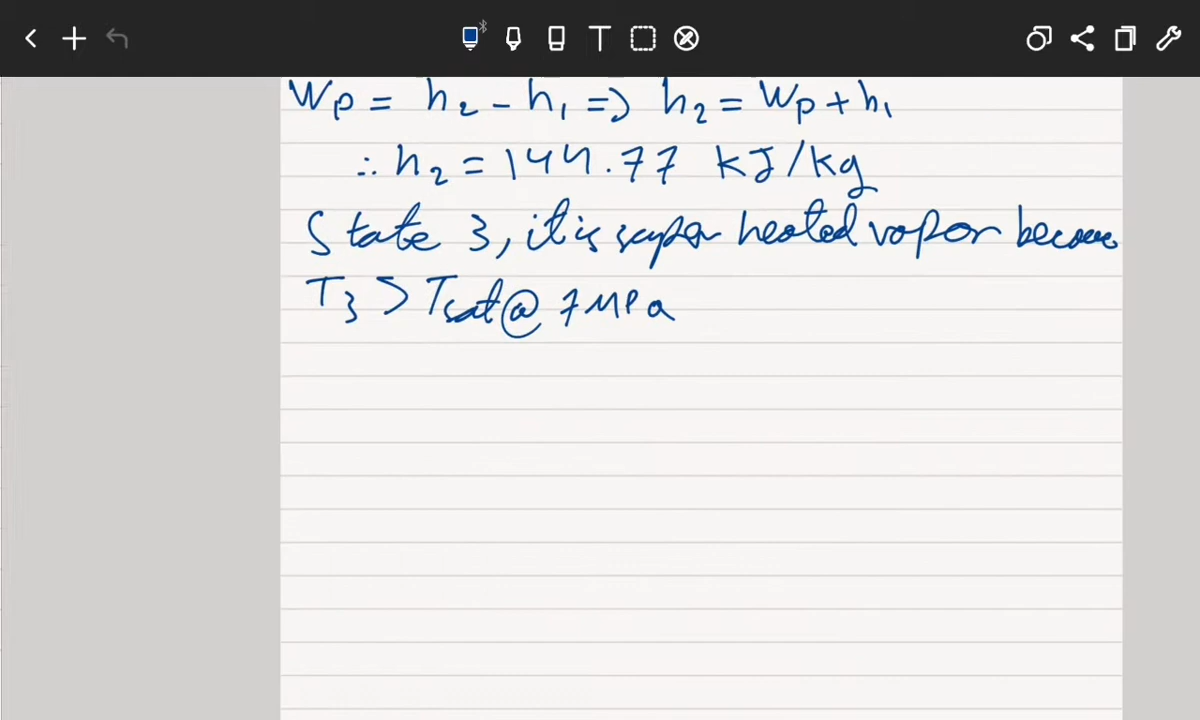 Wp = h2 - h1 => h2 = Wp + h1
∴ h2 = 144.77 kJ/kg
State 3, it is super heated vapor because
T3 > Tsat@ 7MPa